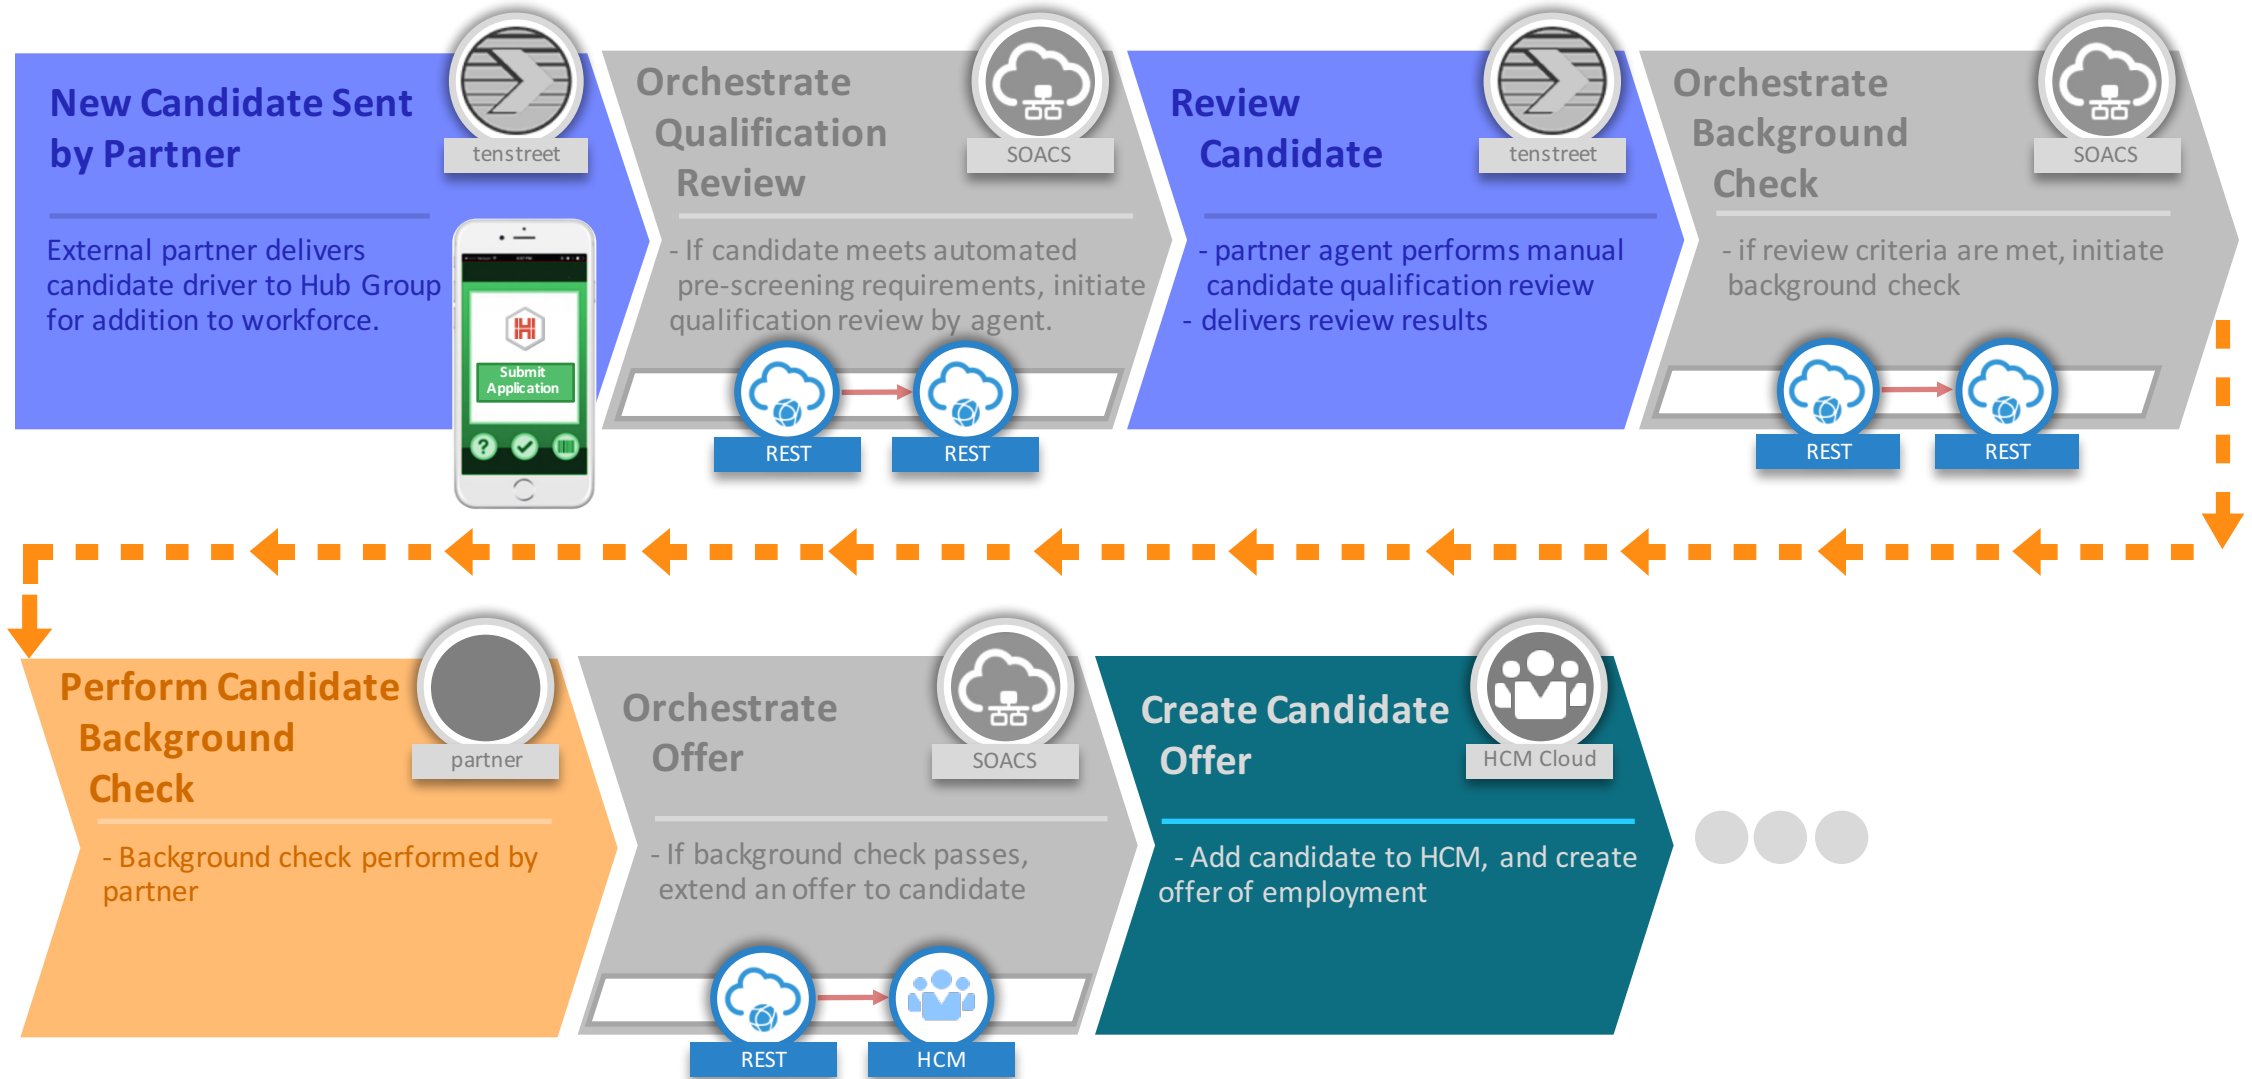 New Candidate Sent
by Partner
tenstreet
External partner delivers
candidate driver to Hub Group
for addition to workforce.
Submit
Application
?
Orchestrate
Qualification
Review
SOACS
- If candidate meets automated
pre-screening requirements, initiate
qualification review by agent.
REST
REST
Review
Candidate
tenstreet
- partner agent performs manual
candidate qualification review
- delivers review results
Orchestrate
Background
Check
SOACS
- if review criteria are met, initiate
background check
REST
REST
Perform Candidate
Background
Check
partner
- Background check performed by
partner
Orchestrate
Offer
SOACS
- If background check passes,
extend an offer to candidate
REST
HCM
Create Candidate
Offer
HCM Cloud
- Add candidate to HCM, and create
offer of employment